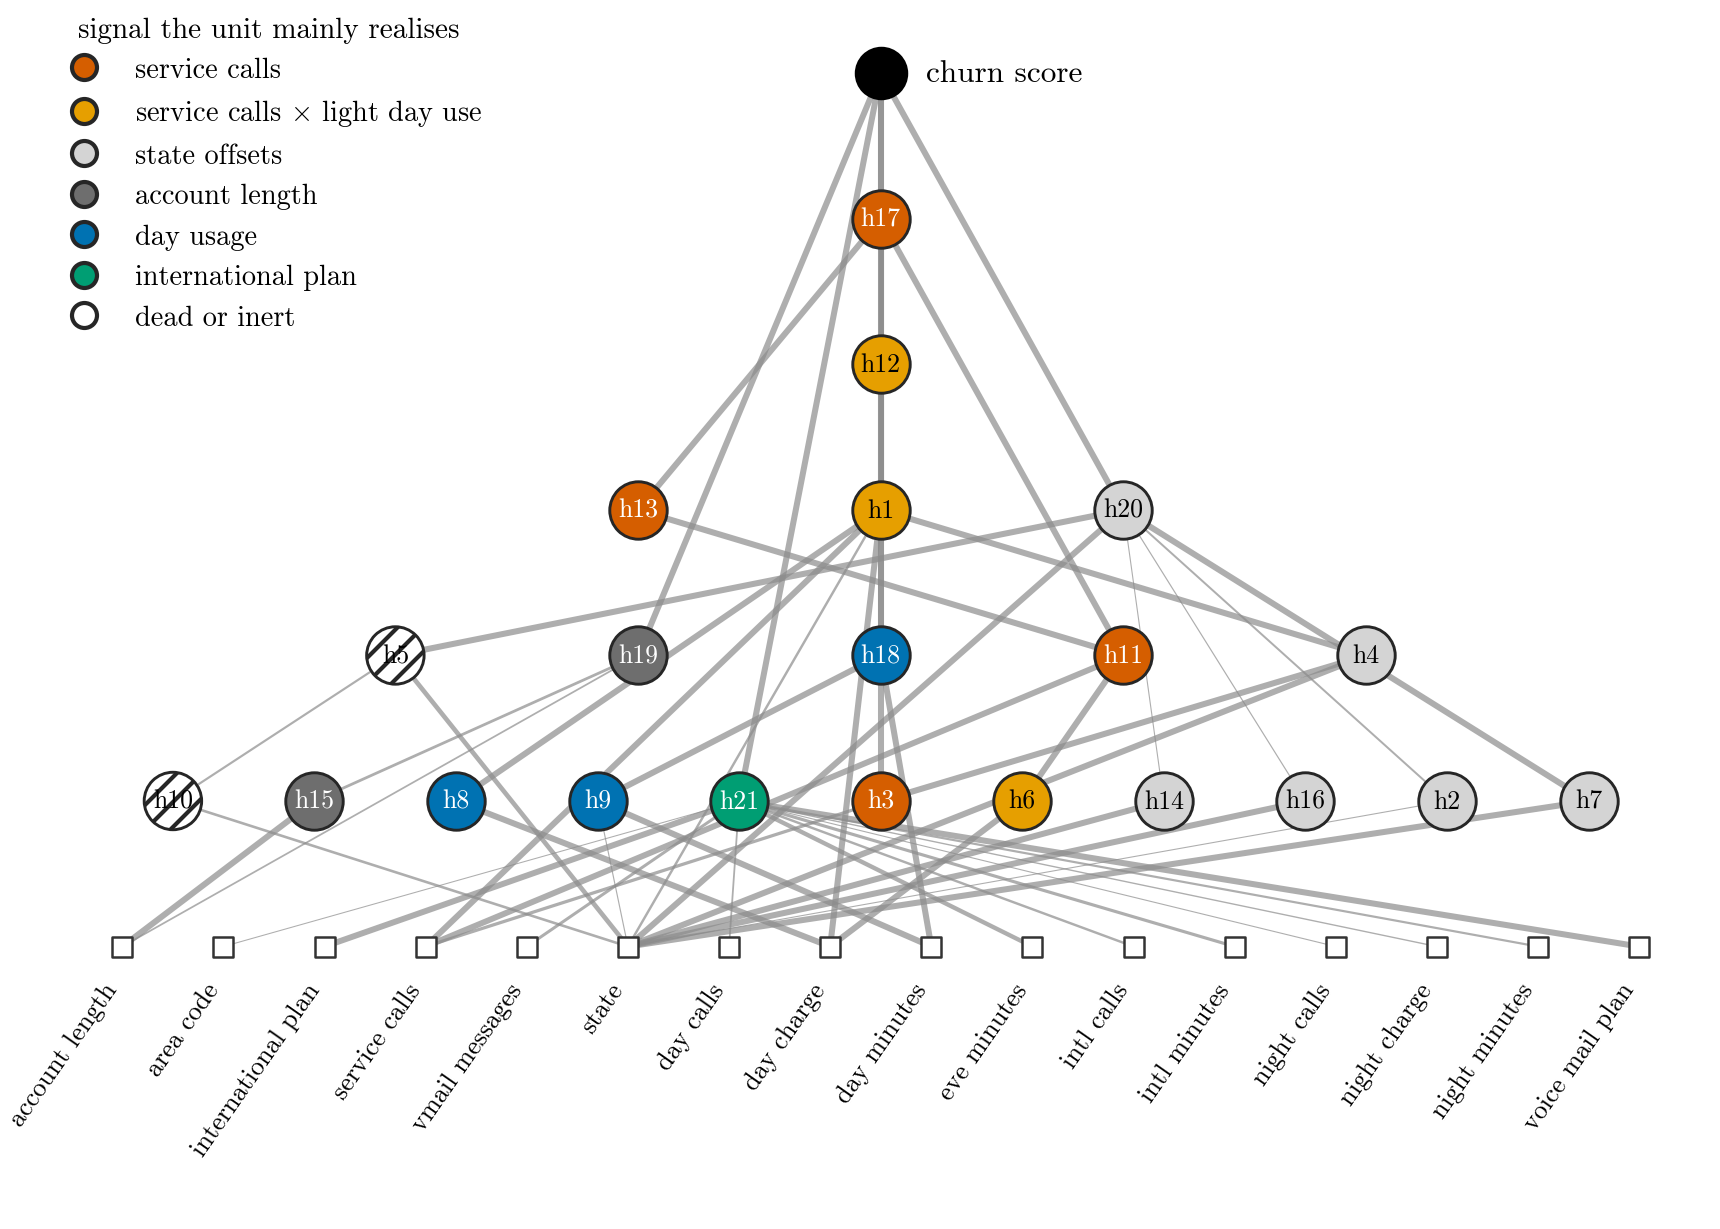 signal the unit mainly realises
service calls
service calls × light day use
state offsets
account length
day usage
international plan
dead or inert
churn score
h17
h12
h13
h1
h20
h5
h19
h18
h11
h4
h10
h15
h8
h9
h21
h3
h6
h14
h16
h2
h7
account length
area code
international plan
service calls
vmail messages
state
day calls
day charge
day minutes
eve minutes
intl calls
intl minutes
night calls
night charge
night minutes
voice mail plan